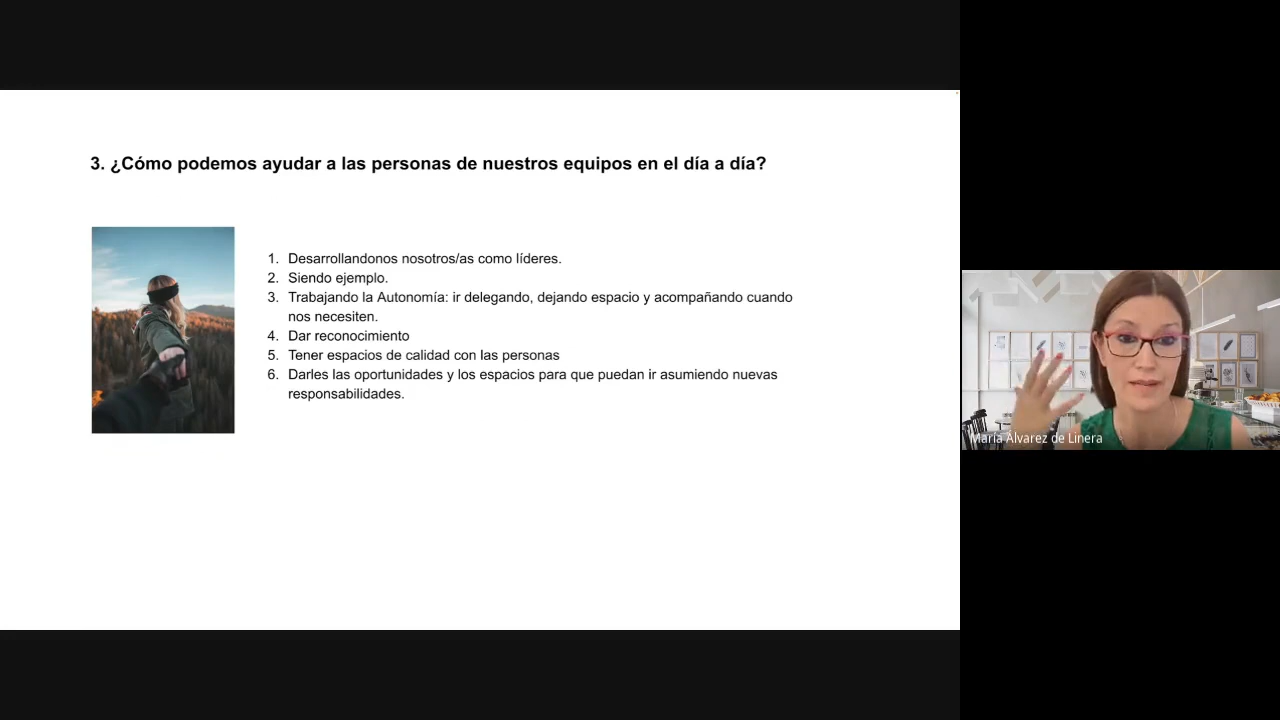 3. ¿Cómo podemos ayudar a las personas de nuestros equipos en el día a día?
1. Desarrollandonos nosotros/as como líderes.
2. Siendo ejemplo.
3. Trabajando la Autonomía: ir delegando, dejando espacio y acompañando cuando
nos necesiten.
4. Dar reconocimiento
5. Tener espacios de calidad con las personas
6. Darles las oportunidades y los espacios para que puedan ir asumiendo nuevas
responsabilidades.
María Álvarez de Linera